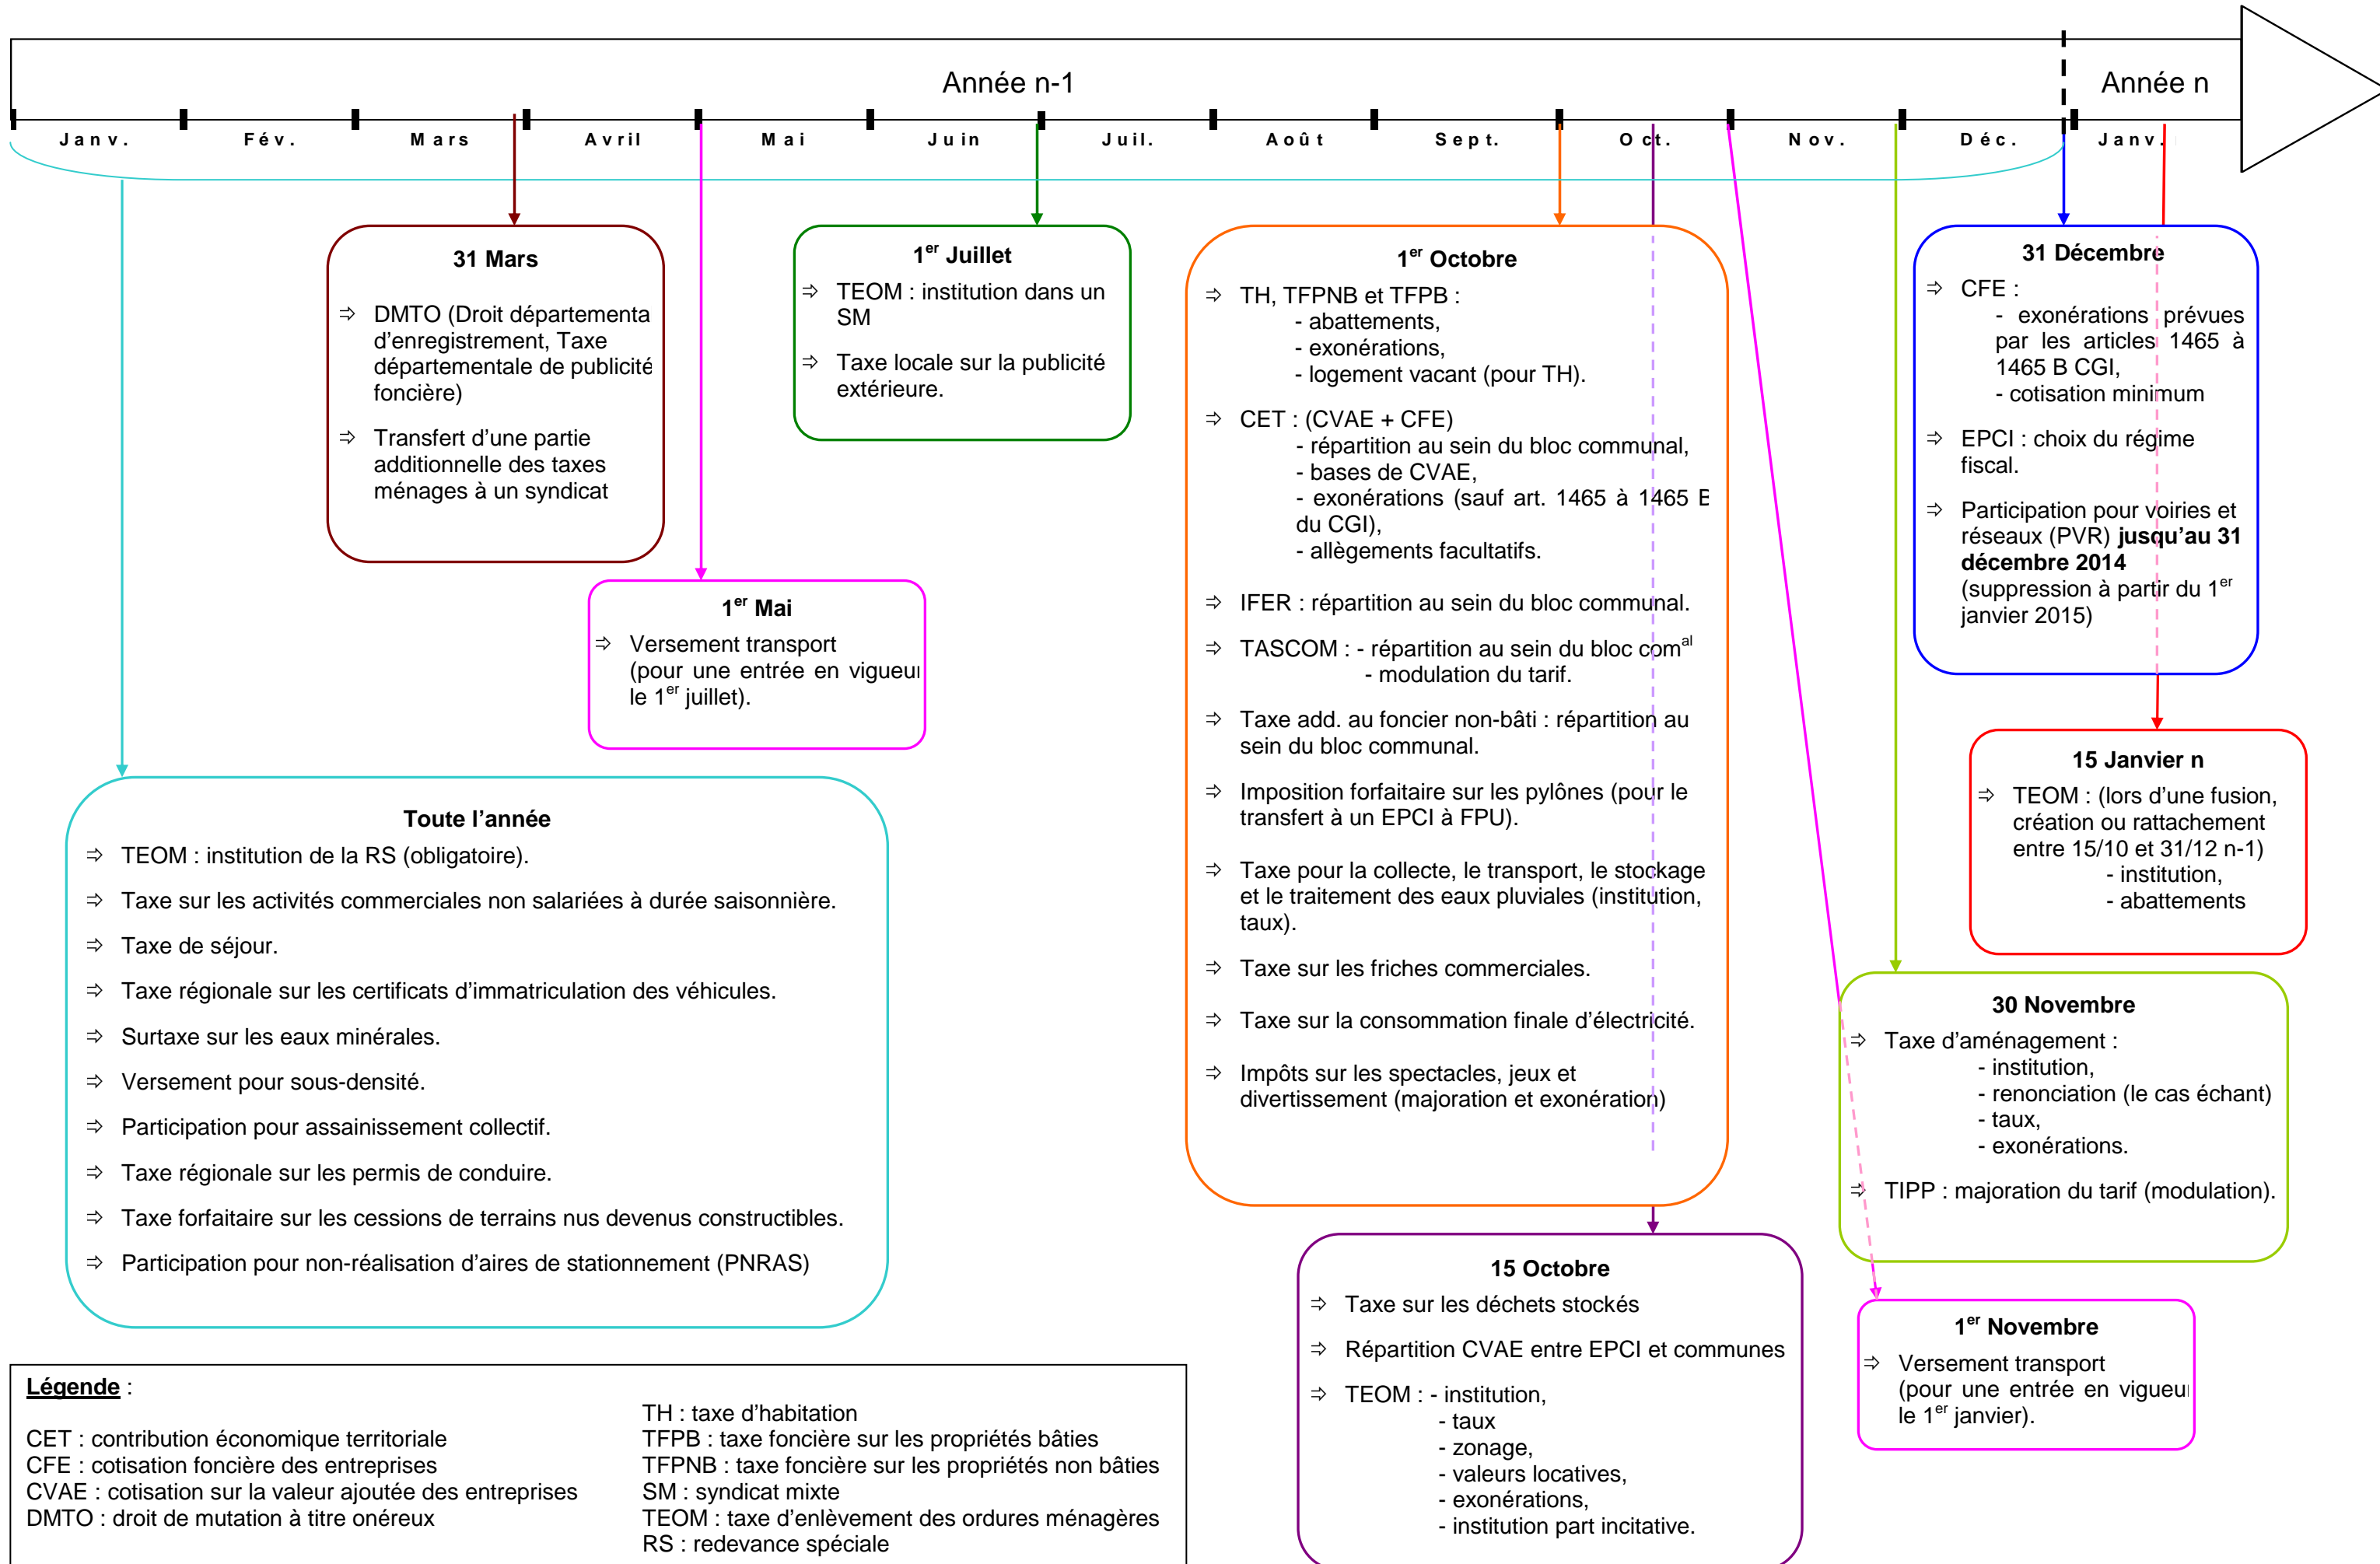 Année n-1
Année n
Janv.
Fév.
Mars
Avril
Mai
Juin
Juil.
Août
Sept.
Oct.
Nov.
Déc.
Janv.
31 Mars
⇨ DMTO (Droit départementa
d'enregistrement, Taxe
départementale de publicité
foncière)
⇨ Transfert d'une partie
additionnelle des taxes
ménages à un syndicat
1er Mai
⇨ Versement transport
(pour une entrée en vigueur
le 1er juillet).
1er Juillet
⇨ TEOM : institution dans un
SM
⇨ Taxe locale sur la publicité
extérieure.
1er Octobre
⇨ TH, TFPNB et TFPB :
- abattements,
- exonérations,
- logement vacant (pour TH).
⇨ CET : (CVAE + CFE)
- répartition au sein du bloc communal,
- bases de CVAE,
- exonérations (sauf art. 1465 à 1465 B
du CGI),
- allègements facultatifs.
⇨ IFER : répartition au sein du bloc communal.
⇨ TASCOM : - répartition au sein du bloc comal
- modulation du tarif.
⇨ Taxe add. au foncier non-bâti : répartition au
sein du bloc communal.
⇨ Imposition forfaitaire sur les pylônes (pour le
transfert à un EPCI à FPU).
⇨ Taxe pour la collecte, le transport, le stockage
et le traitement des eaux pluviales (institution,
taux).
⇨ Taxe sur les friches commerciales.
⇨ Taxe sur la consommation finale d'électricité.
⇨ Impôts sur les spectacles, jeux et
divertissement (majoration et exonération)
31 Décembre
⇨ CFE :
- exonérations prévues
par les articles 1465 à
1465 B CGI,
- cotisation minimum
⇨ EPCI : choix du régime
fiscal.
⇨ Participation pour voiries et
réseaux (PVR) jusqu'au 31
décembre 2014
(suppression à partir du 1er
janvier 2015)
15 Janvier n
⇨ TEOM : (lors d'une fusion,
création ou rattachement
entre 15/10 et 31/12 n-1)
- institution,
- abattements
Toute l'année
⇨ TEOM : institution de la RS (obligatoire).
⇨ Taxe sur les activités commerciales non salariées à durée saisonnière.
⇨ Taxe de séjour.
⇨ Taxe régionale sur les certificats d'immatriculation des véhicules.
⇨ Surtaxe sur les eaux minérales.
⇨ Versement pour sous-densité.
⇨ Participation pour assainissement collectif.
⇨ Taxe régionale sur les permis de conduire.
⇨ Taxe forfaitaire sur les cessions de terrains nus devenus constructibles.
⇨ Participation pour non-réalisation d'aires de stationnement (PNRAS)
30 Novembre
⇨ Taxe d'aménagement :
- institution,
- renonciation (le cas échant)
- taux,
- exonérations.
⇨ TIPP : majoration du tarif (modulation).
15 Octobre
⇨ Taxe sur les déchets stockés
⇨ Répartition CVAE entre EPCI et communes
⇨ TEOM : - institution,
- taux
- zonage,
- valeurs locatives,
- exonérations,
- institution part incitative.
1er Novembre
⇨ Versement transport
(pour une entrée en vigueur
le 1er janvier).
Légende :
CET : contribution économique territoriale
CFE : cotisation foncière des entreprises
CVAE : cotisation sur la valeur ajoutée des entreprises
DMTO : droit de mutation à titre onéreux
TH : taxe d'habitation
TFPB : taxe foncière sur les propriétés bâties
TFPNB : taxe foncière sur les propriétés non bâties
SM : syndicat mixte
TEOM : taxe d'enlèvement des ordures ménagères
RS : redevance spéciale